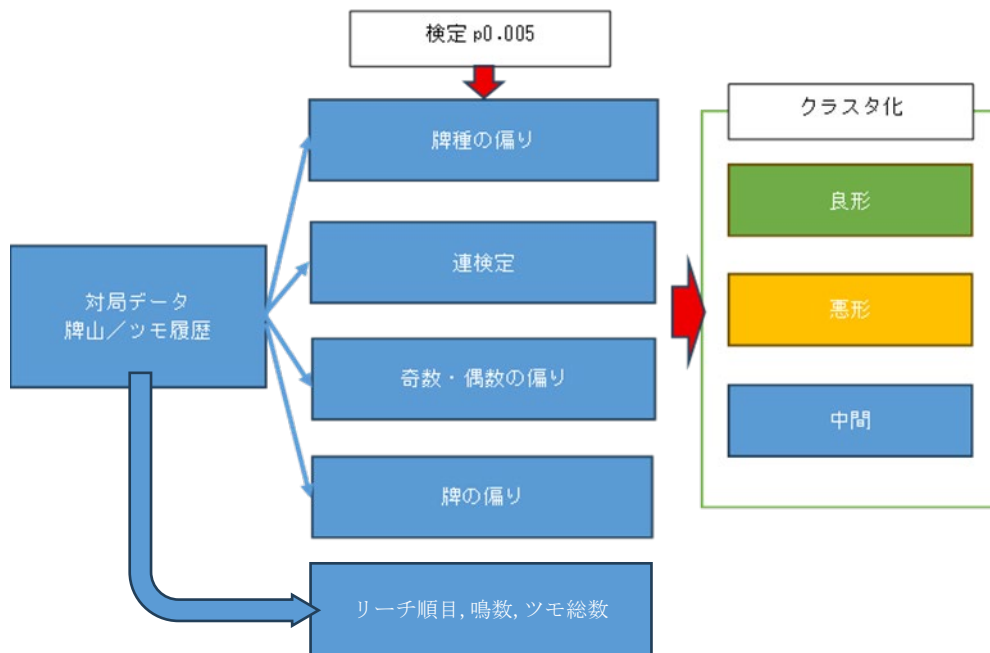 検定 p0.005
牌種の偏り
連検定
奇数・偶数の偏り
牌の偏り
対局データ
牌山／ツモ履歴
リーチ順目,鳴数,ツモ総数
クラスタ化
良形
悪形
中間